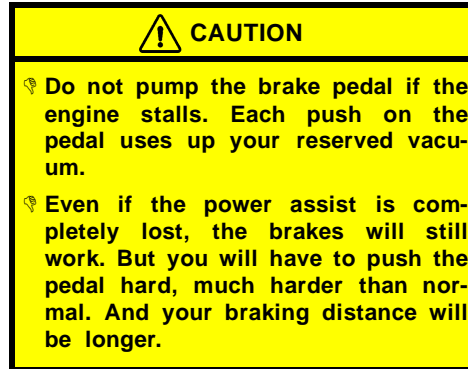 CAUTION
Do not pump the brake pedal if the
engine stalls. Each push on the
pedal uses up your reserved vacu-
um.
Even if the power assist is com-
pletely lost, the brakes will still
work. But you will have to push the
pedal hard, much harder than nor-
mal. And your braking distance will
be longer.